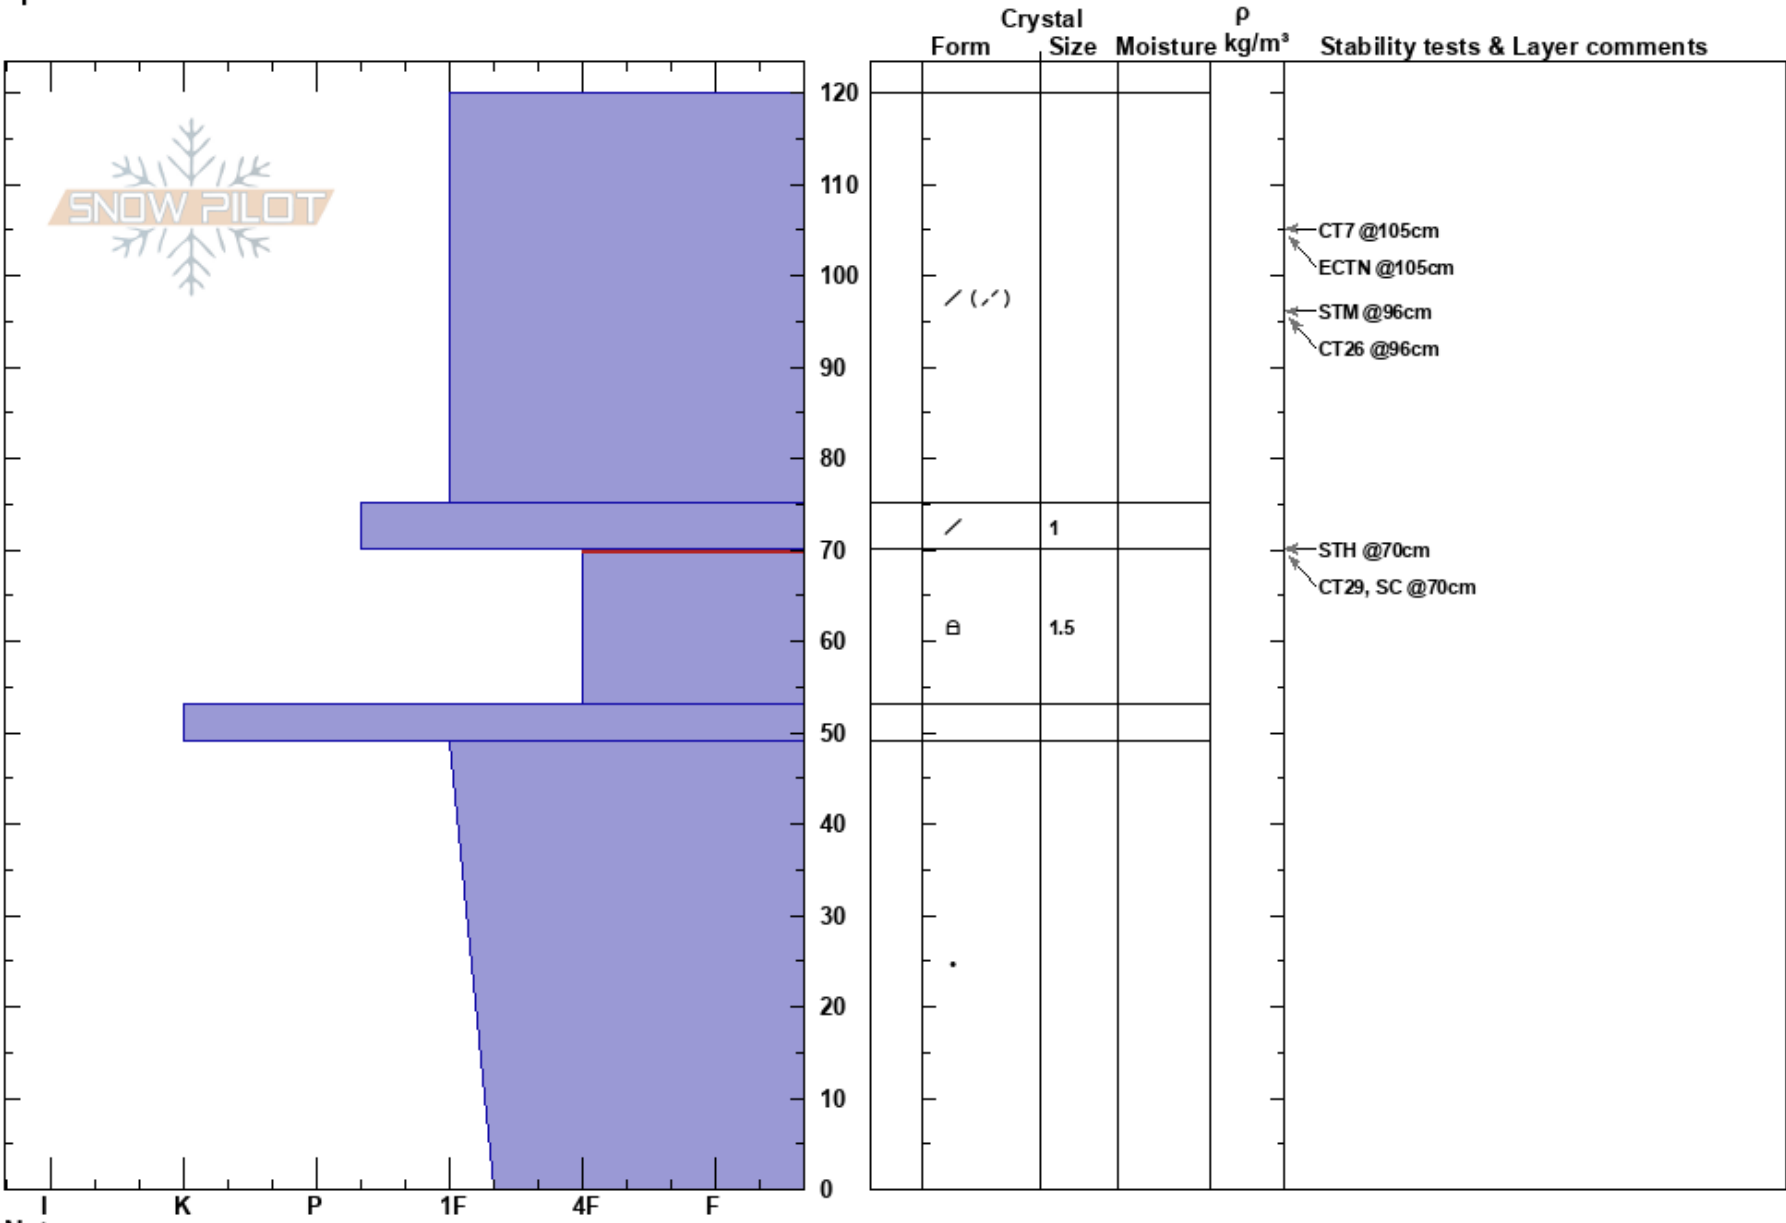 Crystal ρ
Form Size Moisture kg/m³ Stability tests & Layer comments
SNOW PILOT
120
110
CT7 @105cm
ECTN @105cm
100
STM @96cm
CT26 @96cm
90
80
1
70
STH @70cm
CT29, SC @70cm
60
1.5
50
40
30
20
10
0
I K P 1F 4F F